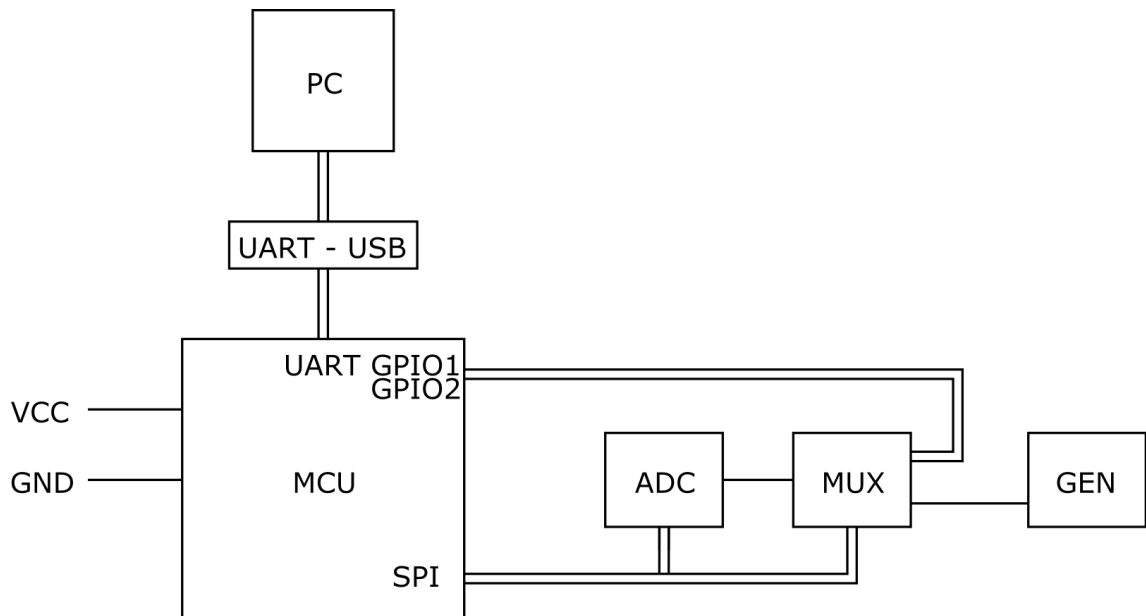 PC
UART - USB
UART GPIO1
GPIO2
VCC
GND
MCU
ADC
MUX
GEN
SPI